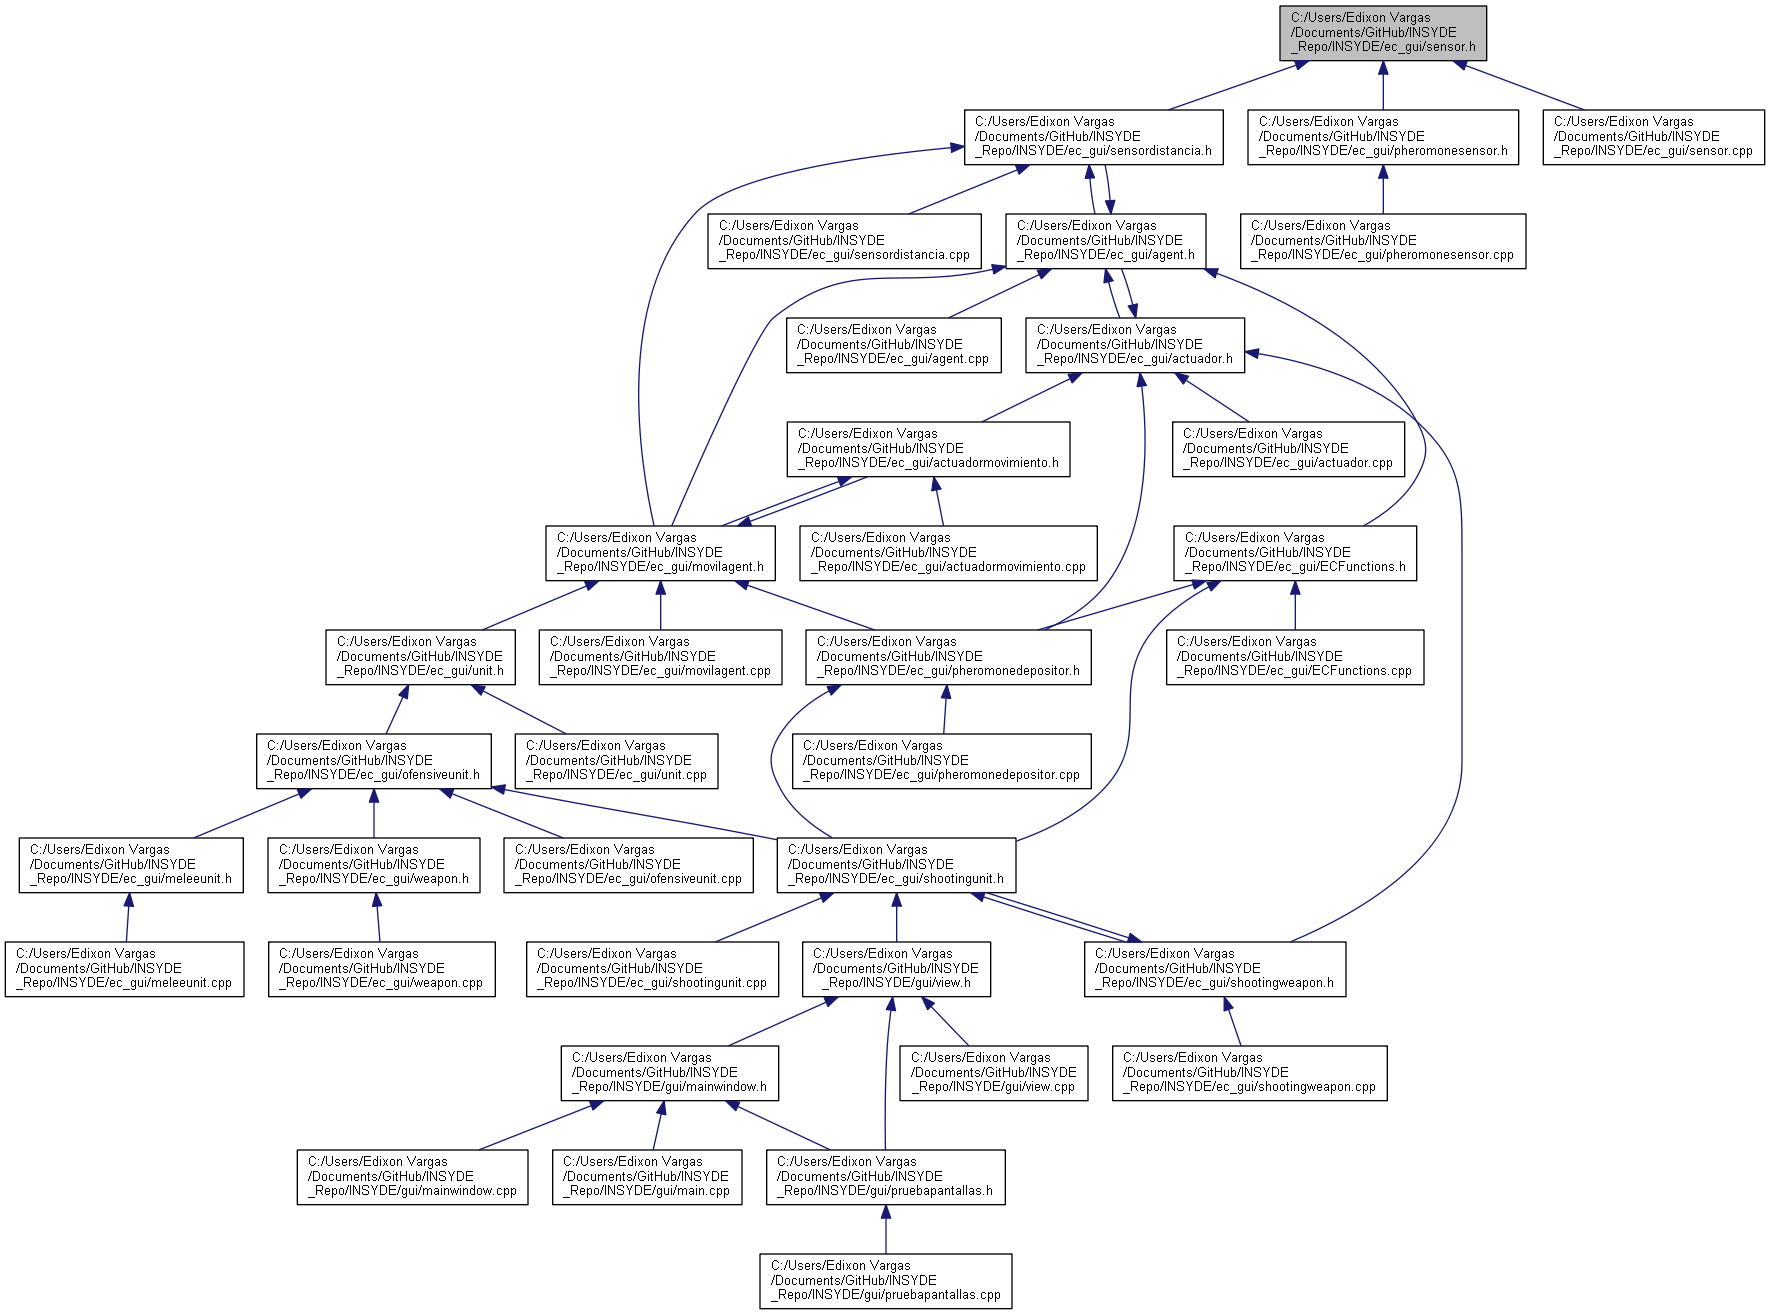 C:/Users/Edixon Vargas
/Documents/GitHub/INSYDE
_Repo/INSYDE/ec_gui/sensor.h
C:/Users/Edixon Vargas
/Documents/GitHub/INSYDE
_Repo/INSYDE/ec_gui/sensordistancia.h
C:/Users/Edixon Vargas
/Documents/GitHub/INSYDE
_Repo/INSYDE/ec_gui/pheromonesensor.h
C:/Users/Edixon Vargas
/Documents/GitHub/INSYDE
_Repo/INSYDE/ec_gui/sensor.cpp
C:/Users/Edixon Vargas
/Documents/GitHub/INSYDE
_Repo/INSYDE/ec_gui/sensordistancia.cpp
C:/Users/Edixon Vargas
/Documents/GitHub/INSYDE
_Repo/INSYDE/ec_gui/agent.h
C:/Users/Edixon Vargas
/Documents/GitHub/INSYDE
_Repo/INSYDE/ec_gui/pheromonesensor.cpp
C:/Users/Edixon Vargas
/Documents/GitHub/INSYDE
_Repo/INSYDE/ec_gui/agent.cpp
C:/Users/Edixon Vargas
/Documents/GitHub/INSYDE
_Repo/INSYDE/ec_gui/actuador.h
C:/Users/Edixon Vargas
/Documents/GitHub/INSYDE
_Repo/INSYDE/ec_gui/actuadormovimiento.h
C:/Users/Edixon Vargas
/Documents/GitHub/INSYDE
_Repo/INSYDE/ec_gui/actuador.cpp
C:/Users/Edixon Vargas
/Documents/GitHub/INSYDE
_Repo/INSYDE/ec_gui/movilagent.h
C:/Users/Edixon Vargas
/Documents/GitHub/INSYDE
_Repo/INSYDE/ec_gui/actuadormovimiento.cpp
C:/Users/Edixon Vargas
/Documents/GitHub/INSYDE
_Repo/INSYDE/ec_gui/ECFunctions.h
C:/Users/Edixon Vargas
/Documents/GitHub/INSYDE
_Repo/INSYDE/ec_gui/unit.h
C:/Users/Edixon Vargas
/Documents/GitHub/INSYDE
_Repo/INSYDE/ec_gui/movilagent.cpp
C:/Users/Edixon Vargas
/Documents/GitHub/INSYDE
_Repo/INSYDE/ec_gui/pheromonedepositor.h
C:/Users/Edixon Vargas
/Documents/GitHub/INSYDE
_Repo/INSYDE/ec_gui/ECFunctions.cpp
C:/Users/Edixon Vargas
/Documents/GitHub/INSYDE
_Repo/INSYDE/ec_gui/ofensiveunit.h
C:/Users/Edixon Vargas
/Documents/GitHub/INSYDE
_Repo/INSYDE/ec_gui/unit.cpp
C:/Users/Edixon Vargas
/Documents/GitHub/INSYDE
_Repo/INSYDE/ec_gui/pheromonedepositor.cpp
C:/Users/Edixon Vargas
/Documents/GitHub/INSYDE
_Repo/INSYDE/ec_gui/meleeunit.h
C:/Users/Edixon Vargas
/Documents/GitHub/INSYDE
_Repo/INSYDE/ec_gui/weapon.h
C:/Users/Edixon Vargas
/Documents/GitHub/INSYDE
_Repo/INSYDE/ec_gui/ofensiveunit.cpp
C:/Users/Edixon Vargas
/Documents/GitHub/INSYDE
_Repo/INSYDE/ec_gui/shootingunit.h
C:/Users/Edixon Vargas
/Documents/GitHub/INSYDE
_Repo/INSYDE/ec_gui/meleeunit.cpp
C:/Users/Edixon Vargas
/Documents/GitHub/INSYDE
_Repo/INSYDE/ec_gui/weapon.cpp
C:/Users/Edixon Vargas
/Documents/GitHub/INSYDE
_Repo/INSYDE/ec_gui/shootingunit.cpp
C:/Users/Edixon Vargas
/Documents/GitHub/INSYDE
_Repo/INSYDE/gui/view.h
C:/Users/Edixon Vargas
/Documents/GitHub/INSYDE
_Repo/INSYDE/ec_gui/shootingweapon.h
C:/Users/Edixon Vargas
/Documents/GitHub/INSYDE
_Repo/INSYDE/gui/mainwindow.h
C:/Users/Edixon Vargas
/Documents/GitHub/INSYDE
_Repo/INSYDE/gui/view.cpp
C:/Users/Edixon Vargas
/Documents/GitHub/INSYDE
_Repo/INSYDE/ec_gui/shootingweapon.cpp
C:/Users/Edixon Vargas
/Documents/GitHub/INSYDE
_Repo/INSYDE/gui/mainwindow.cpp
C:/Users/Edixon Vargas
/Documents/GitHub/INSYDE
_Repo/INSYDE/gui/main.cpp
C:/Users/Edixon Vargas
/Documents/GitHub/INSYDE
_Repo/INSYDE/gui/pruebapantallas.h
C:/Users/Edixon Vargas
/Documents/GitHub/INSYDE
_Repo/INSYDE/gui/pruebapantallas.cpp